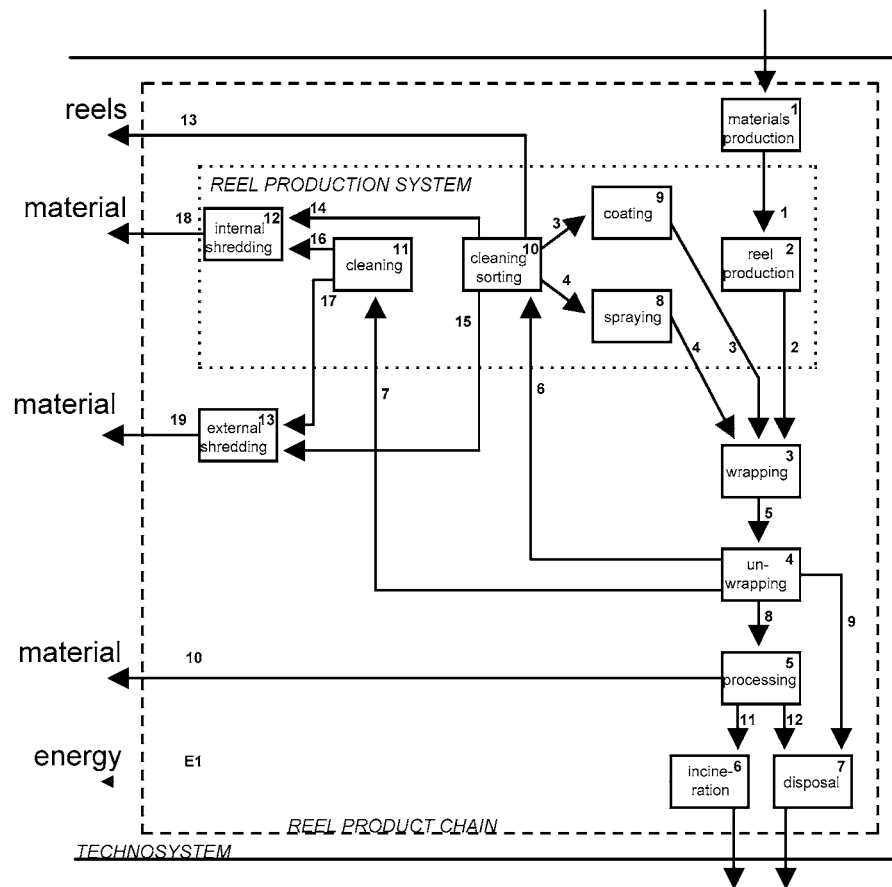 1
materials
production
reels
13
REEL PRODUCTION SYSTEM
9
coating
material
18
12
internal
shredding
14
16
11
cleaning
10
cleaning
sorting
3
1
2
reel
production
4
8
spraying
17
15
4
3
2
7
6
material
19
13
external
shredding
3
wrapping
5
4
un-
wrapping
8
9
material
10
5
processing
11
12
energy
E1
6
incine-
ration
7
disposal
REEL PRODUCT CHAIN
TECHNOSYSTEM